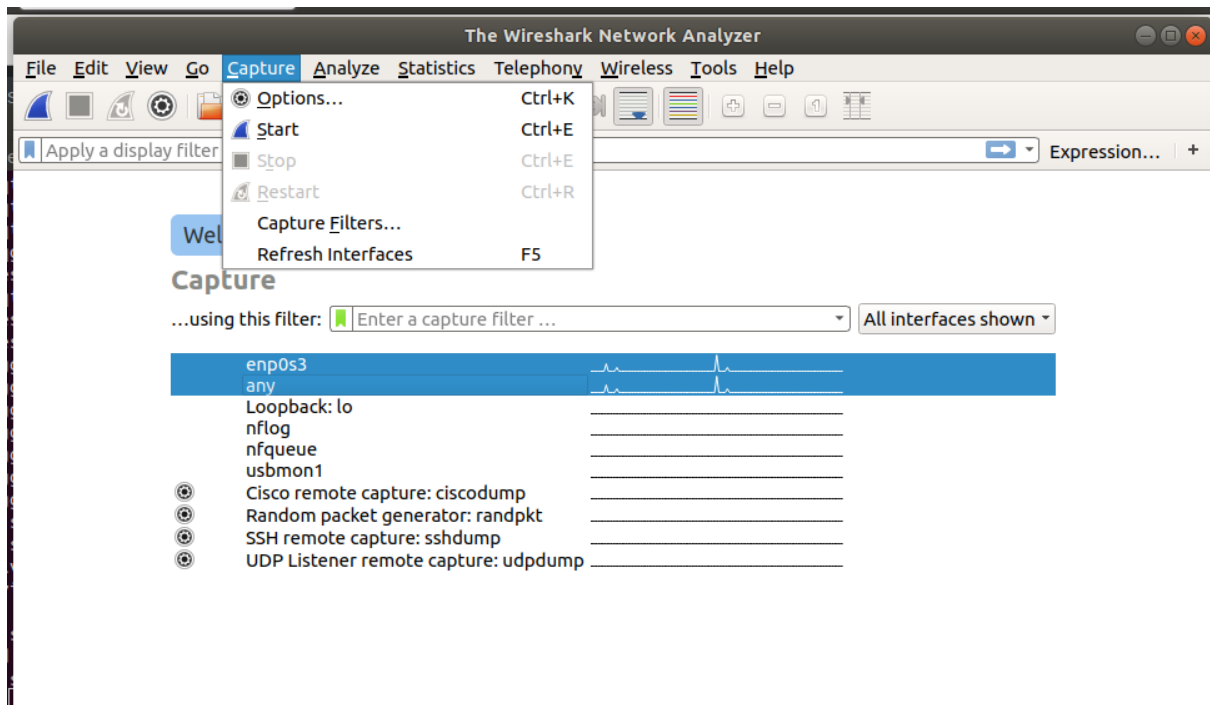 The Wireshark Network Analyzer
File Edit View Go Capture Analyze Statistics Telephony Wireless Tools Help
Options... Ctrl+K
Start Ctrl+E
Stop Ctrl+E
Restart Ctrl+R
Capture Filters...
Refresh Interfaces F5
Apply a display filter
Expression... +
Wel
Capture
...using this filter: Enter a capture filter ... All interfaces shown
enp0s3
any
Loopback: lo
nflog
nfqueue
usbmon1
Cisco remote capture: ciscodump
Random packet generator: randpkt
SSH remote capture: sshdump
UDP Listener remote capture: udpdump